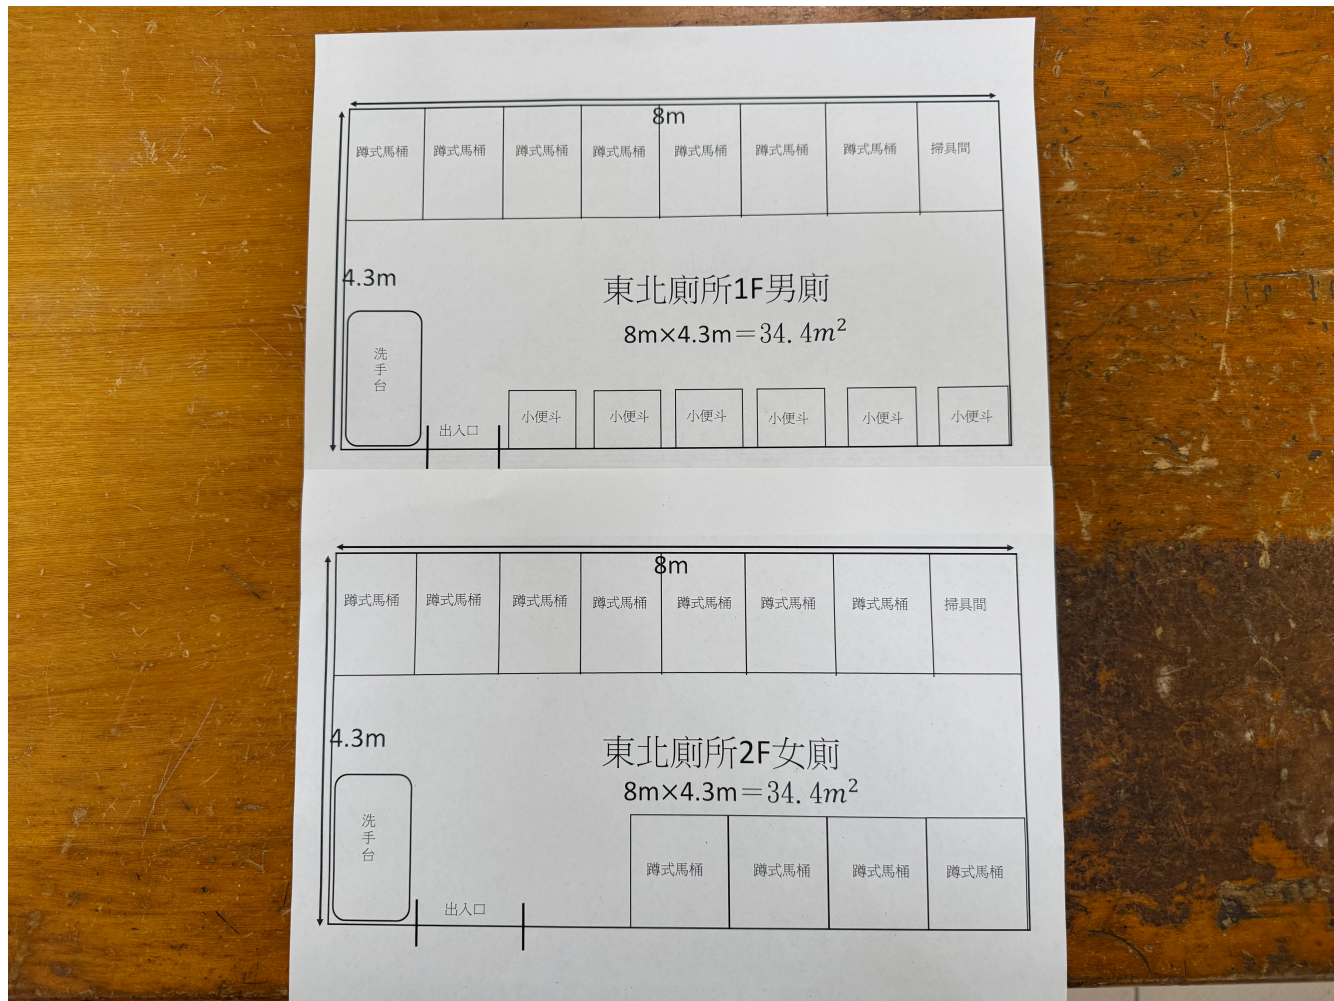 8m
蹲式馬桶 蹲式馬桶 蹲式馬桶 蹲式馬桶 蹲式馬桶 蹲式馬桶 蹲式馬桶 掃具間
4.3m
東北廁所1F男廁
8m×4.3m=34.4m²
洗手台
出入口
小便斗 小便斗 小便斗 小便斗 小便斗 小便斗
8m
蹲式馬桶 蹲式馬桶 蹲式馬桶 蹲式馬桶 蹲式馬桶 蹲式馬桶 蹲式馬桶 掃具間
4.3m
東北廁所2F女廁
8m×4.3m=34.4m²
洗手台
出入口
蹲式馬桶 蹲式馬桶 蹲式馬桶 蹲式馬桶